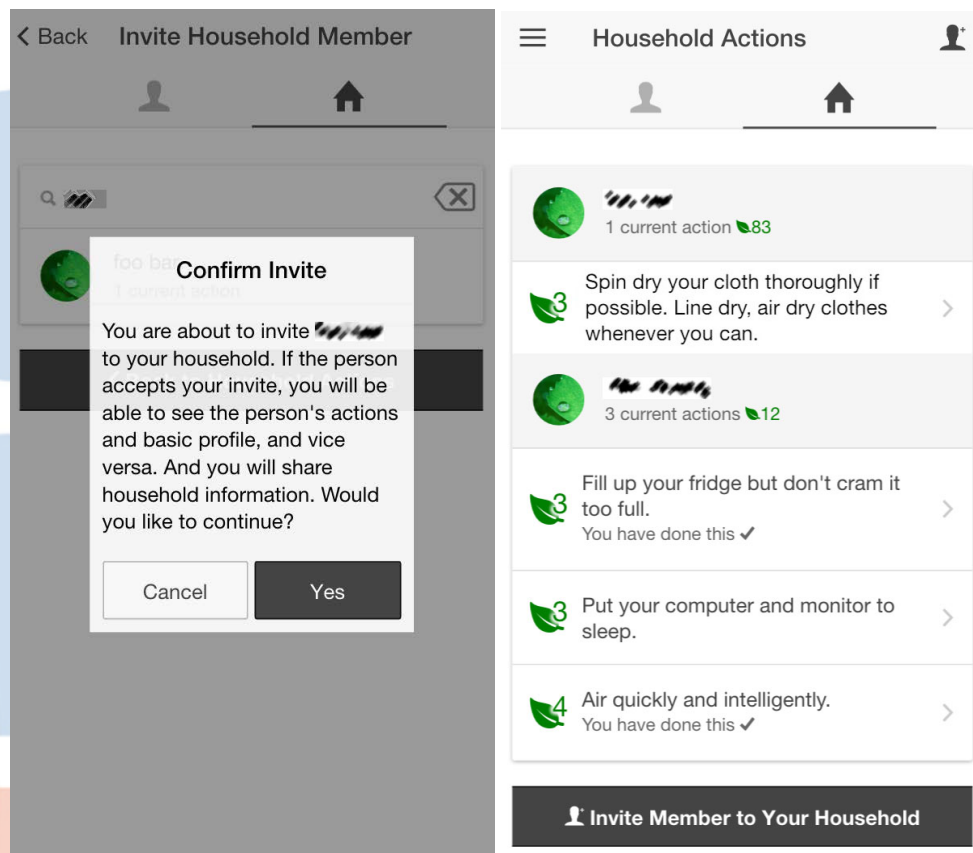 Back
Invite Household Member
foo bar
1 current action
Confirm Invite
You are about to invite
to your household. If the person
accepts your invite, you will be
able to see the person's actions
and basic profile, and vice
versa. And you will share
household information. Would
you like to continue?
Cancel
Yes
Household Actions
1 current action 83
3
Spin dry your cloth thoroughly if
possible. Line dry, air dry clothes
whenever you can.
3 current actions 12
3
Fill up your fridge but don't cram it
too full.
You have done this ✓
3
Put your computer and monitor to
sleep.
4
Air quickly and intelligently.
You have done this ✓
Invite Member to Your Household